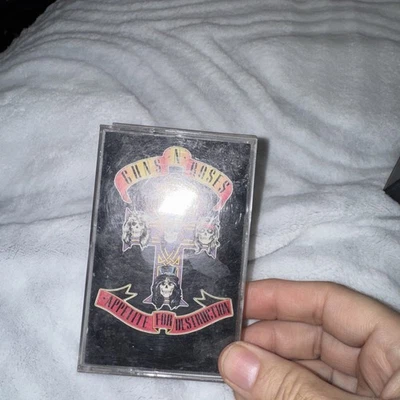 GUNS N' ROSES
APPETITE FOR DESTRUCTION